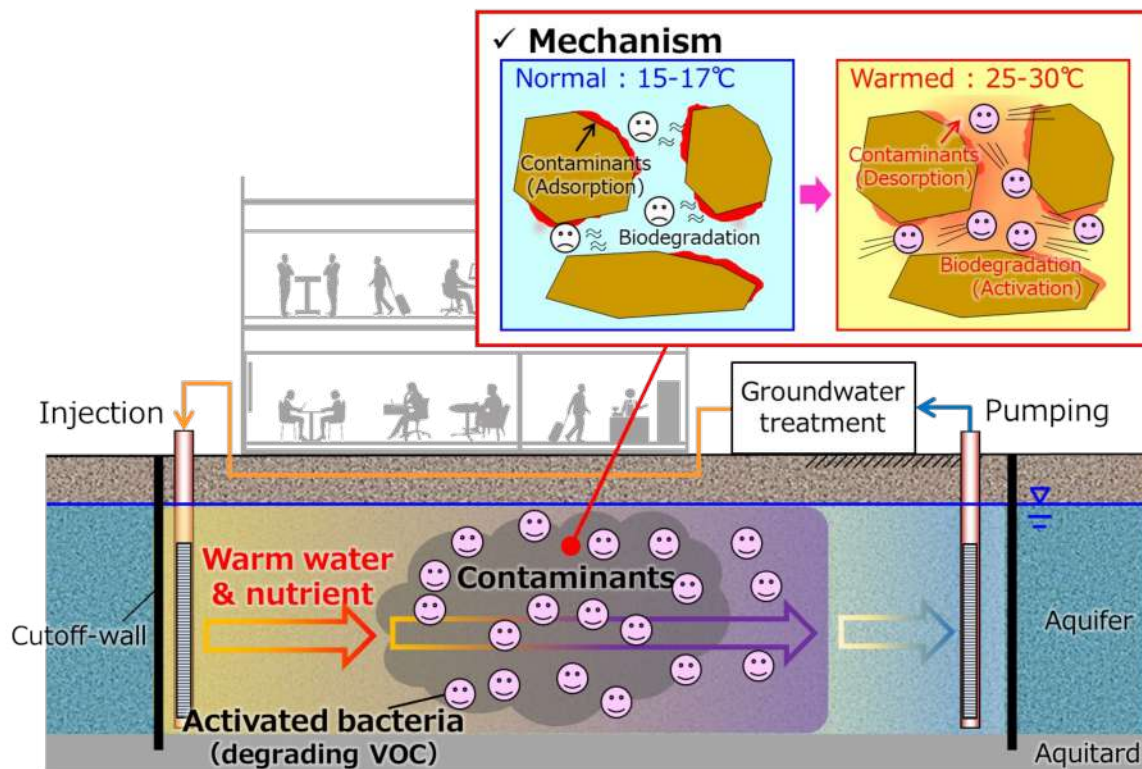 ✓ Mechanism
Normal : 15-17℃
Contaminants
(Adsorption)
Biodegradation
Warmed : 25-30℃
Contaminants
(Desorption)
Biodegradation
(Activation)
Injection
Groundwater
treatment
Pumping
Warm water
& nutrient
Contaminants
Cutoff-wall
Aquifer
Activated bacteria
(degrading VOC)
Aquitard